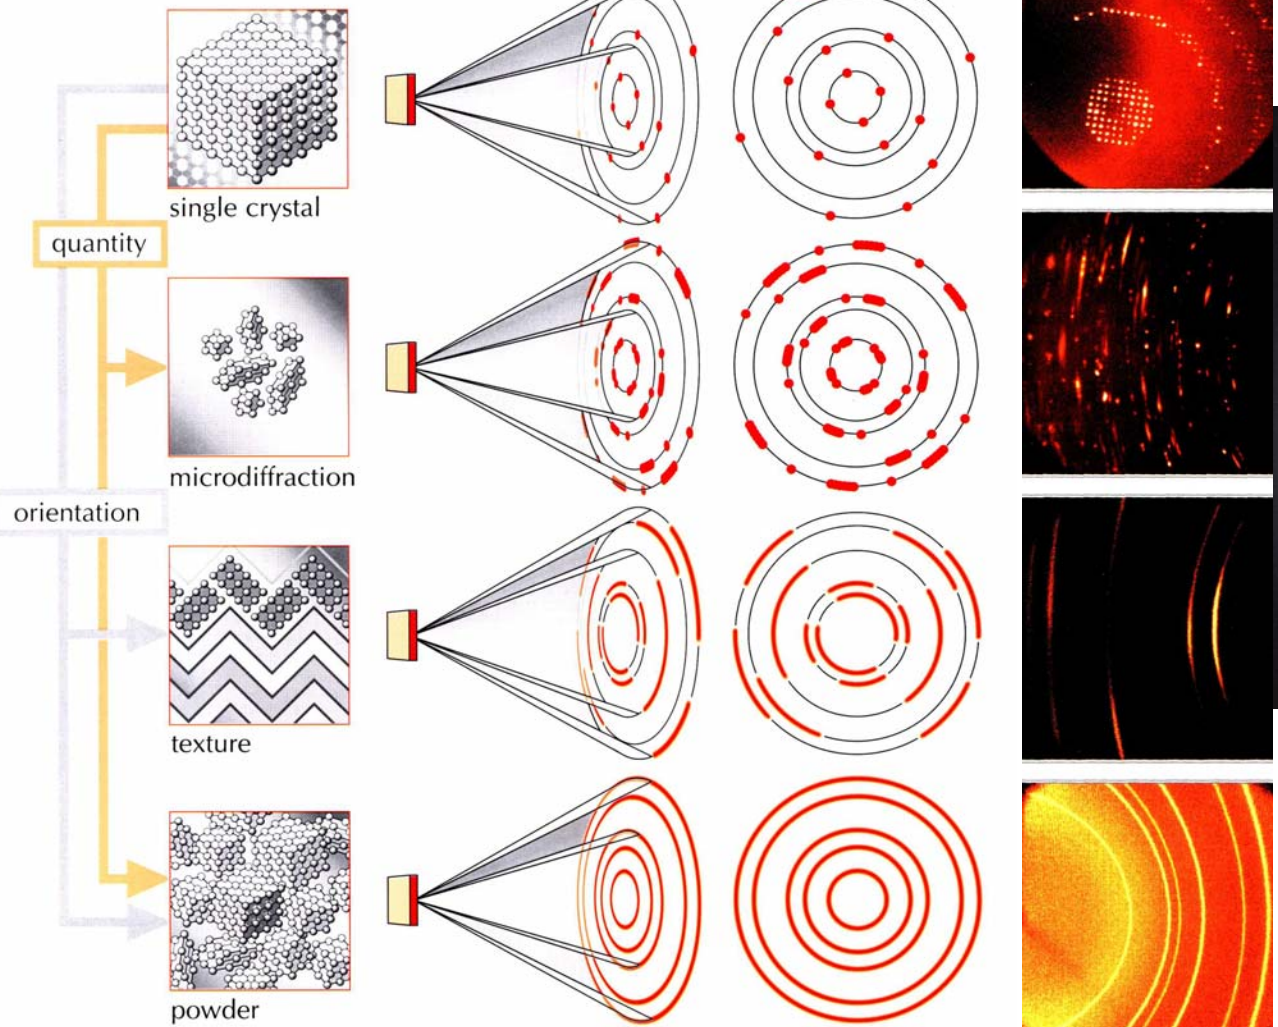 single crystal
quantity
microdiffraction
orientation
texture
powder